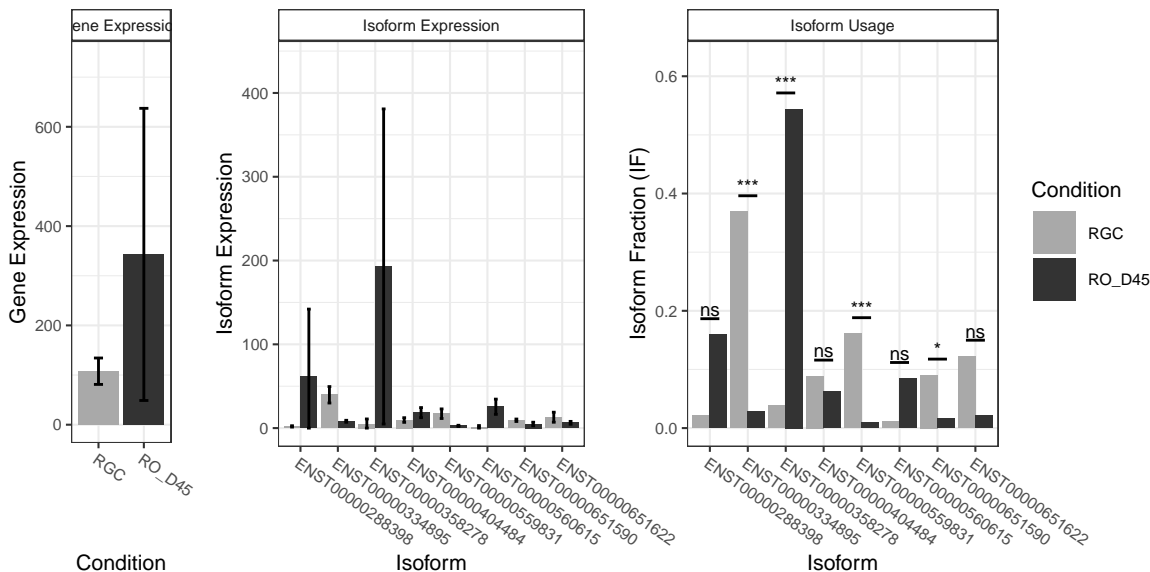 ene Expressio
Gene Expression
0
200
400
600
RGC
RO_D45
Condition
Isoform Expression
Isoform Expression
0
100
200
300
400
ENST00000288398
ENST00000334895
ENST00000358278
ENST00000404484
ENST00000559831
ENST00000560615
ENST00000651590
ENST00000651622
Isoform
Isoform Usage
Isoform Fraction (IF)
0.0
0.2
0.4
0.6
ns
***
***
ns
***
ns
*
ns
ENST00000288398
ENST00000334895
ENST00000358278
ENST00000404484
ENST00000559831
ENST00000560615
ENST00000651590
ENST00000651622
Isoform
Condition
RGC
RO_D45